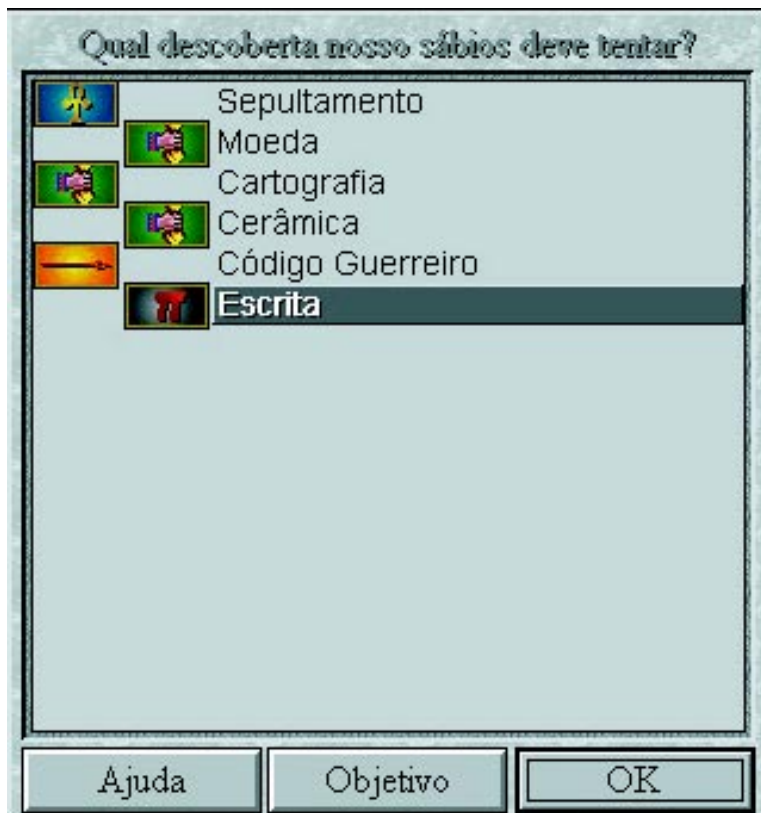 Qual descoberta nosso sábios deve tentar?
Sepultamento
Moeda
Cartografia
Cerâmica
Código Guerreiro
Escrita
Ajuda Objetivo OK